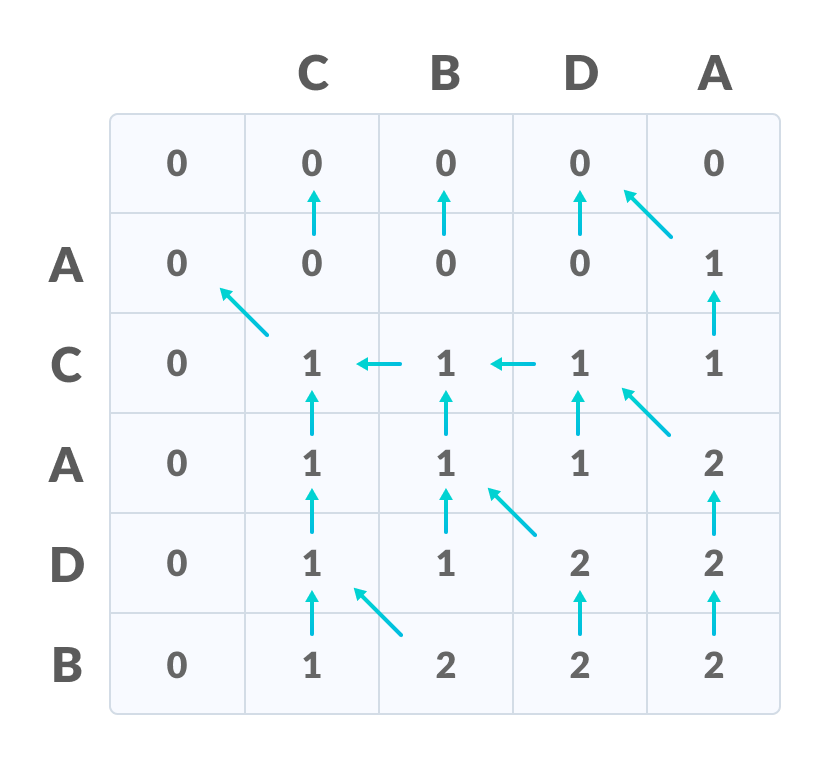 C B D A
0 0 0 0 0
A 0 0 0 0 1
C 0 1 1 1 1
A 0 1 1 1 2
D 0 1 1 2 2
B 0 1 2 2 2